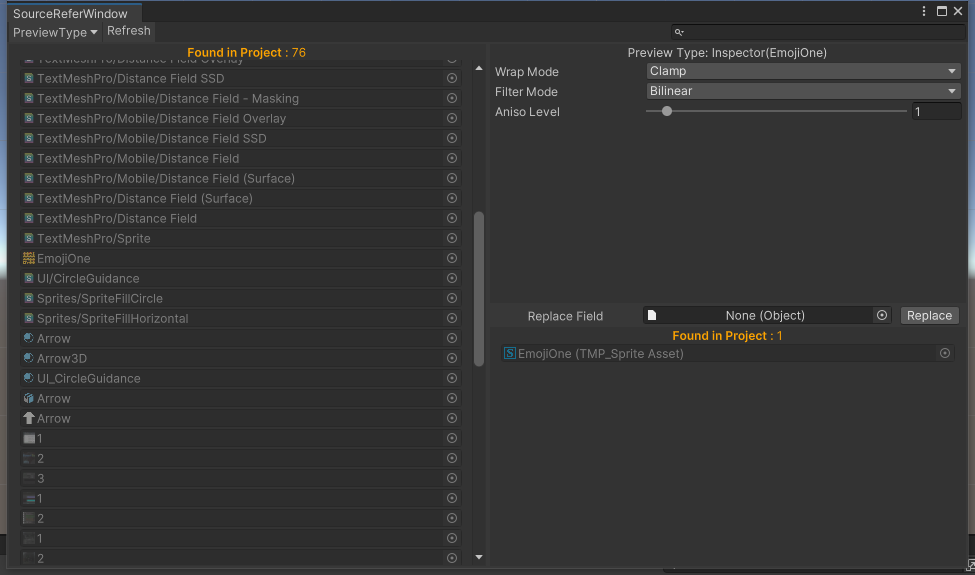 SourceReferWindow
PreviewType Refresh
Found in Project : 76
TextMeshPro/Distance Field Overlay
TextMeshPro/Distance Field SSD
TextMeshPro/Mobile/Distance Field - Masking
TextMeshPro/Mobile/Distance Field Overlay
TextMeshPro/Mobile/Distance Field SSD
TextMeshPro/Mobile/Distance Field
TextMeshPro/Mobile/Distance Field (Surface)
TextMeshPro/Distance Field (Surface)
TextMeshPro/Distance Field
TextMeshPro/Sprite
EmojiOne
UI/CircleGuidance
Sprites/SpriteFillCircle
Sprites/SpriteFillHorizontal
Arrow
Arrow3D
UI_CircleGuidance
Arrow
Arrow
1
2
3
1
2
1
2
Preview Type: Inspector(EmojiOne)
Wrap Mode Clamp
Filter Mode Bilinear
Aniso Level 1
Replace Field None (Object) Replace
Found in Project : 1
EmojiOne (TMP_Sprite Asset)